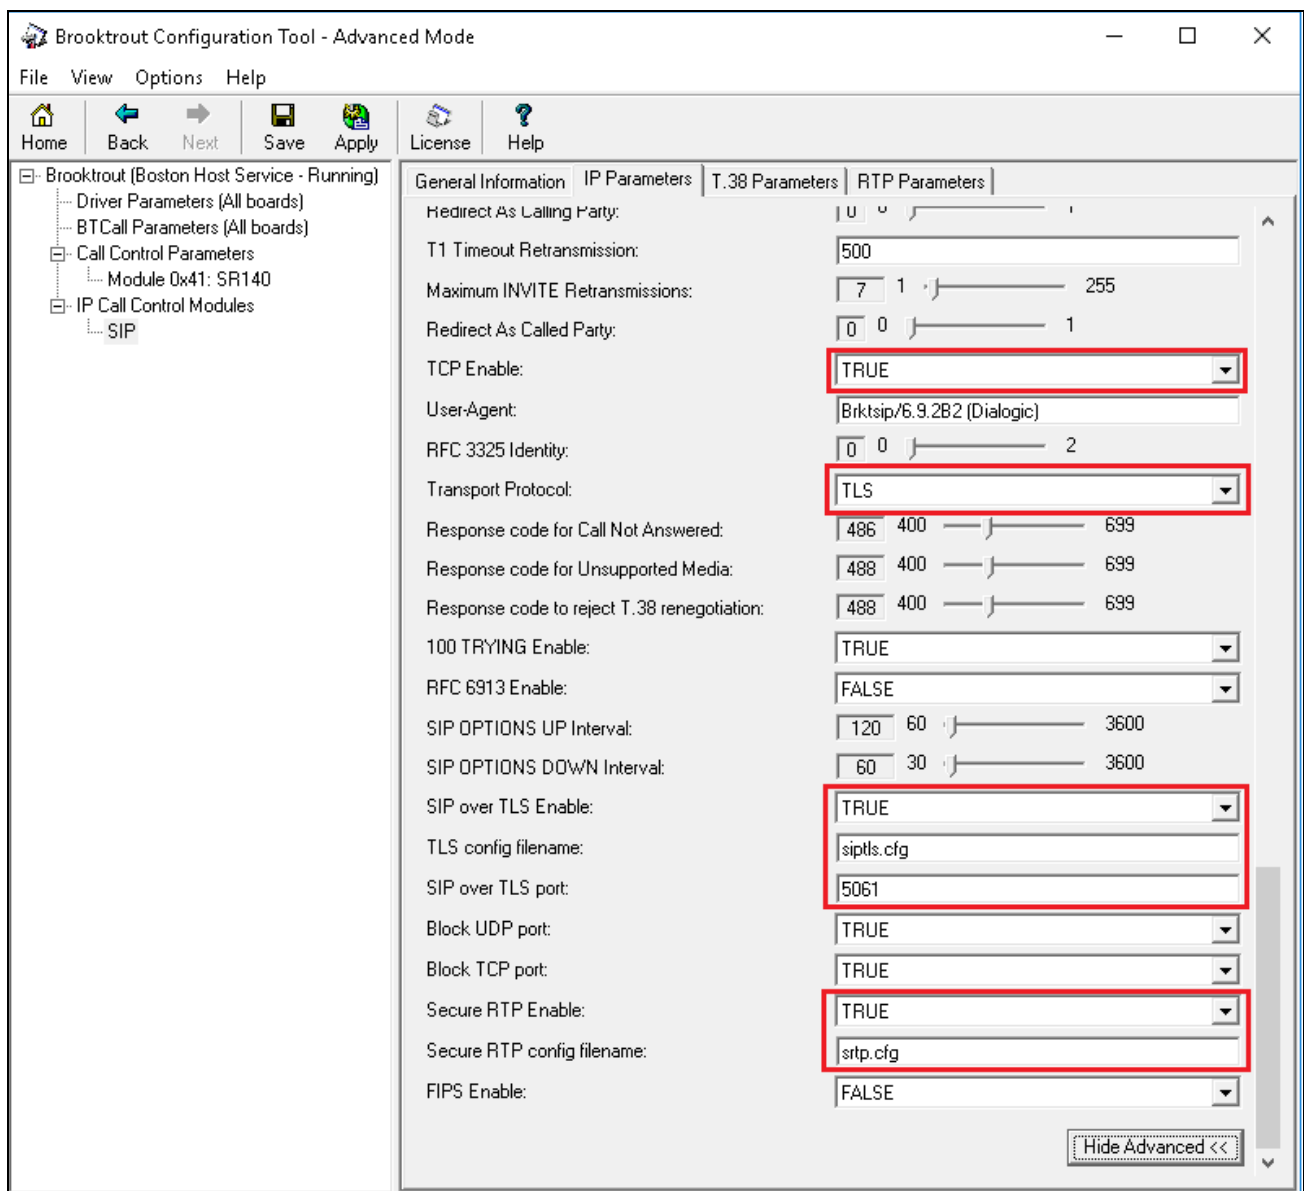 Brooktrout Configuration Tool - Advanced Mode
File View Options Help
Home Back Next Save Apply License Help
Brooktrout (Boston Host Service - Running)
Driver Parameters (All boards)
BTCall Parameters (All boards)
Call Control Parameters
Module 0x41: SR140
IP Call Control Modules
SIP
General Information IP Parameters T.38 Parameters RTP Parameters
Redirect As Calling Party: 0 0 1
T1 Timeout Retransmission: 500
Maximum INVITE Retransmissions: 7 1 255
Redirect As Called Party: 0 0 1
TCP Enable: TRUE
User-Agent: Brktsip/6.9.2B2 (Dialogic)
RFC 3325 Identity: 0 0 2
Transport Protocol: TLS
Response code for Call Not Answered: 486 400 699
Response code for Unsupported Media: 488 400 699
Response code to reject T.38 renegotiation: 488 400 699
100 TRYING Enable: TRUE
RFC 6913 Enable: FALSE
SIP OPTIONS UP Interval: 120 60 3600
SIP OPTIONS DOWN Interval: 60 30 3600
SIP over TLS Enable: TRUE
TLS config filename: siptls.cfg
SIP over TLS port: 5061
Block UDP port: TRUE
Block TCP port: TRUE
Secure RTP Enable: TRUE
Secure RTP config filename: srtp.cfg
FIPS Enable: FALSE
Hide Advanced <<